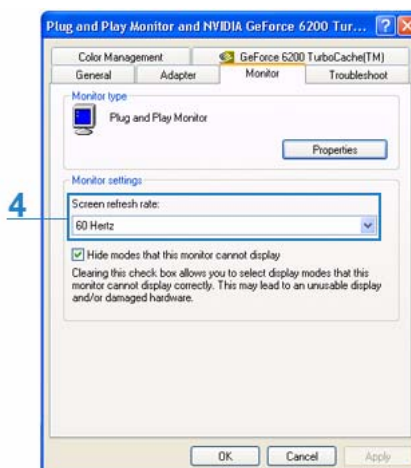 Plug and Play Monitor and NVIDIA GeForce 6200 Tur...
Color Management
GeForce 6200 TurboCache(TM)
General
Adapter
Monitor
Troubleshoot
Monitor type
Plug and Play Monitor
Properties
Monitor settings
4
Screen refresh rate:
60 Hertz
Hide modes that this monitor cannot display
Clearing this check box allows you to select display modes that this
monitor cannot display correctly. This may lead to an unusable display
and/or damaged hardware.
OK
Cancel
Apply